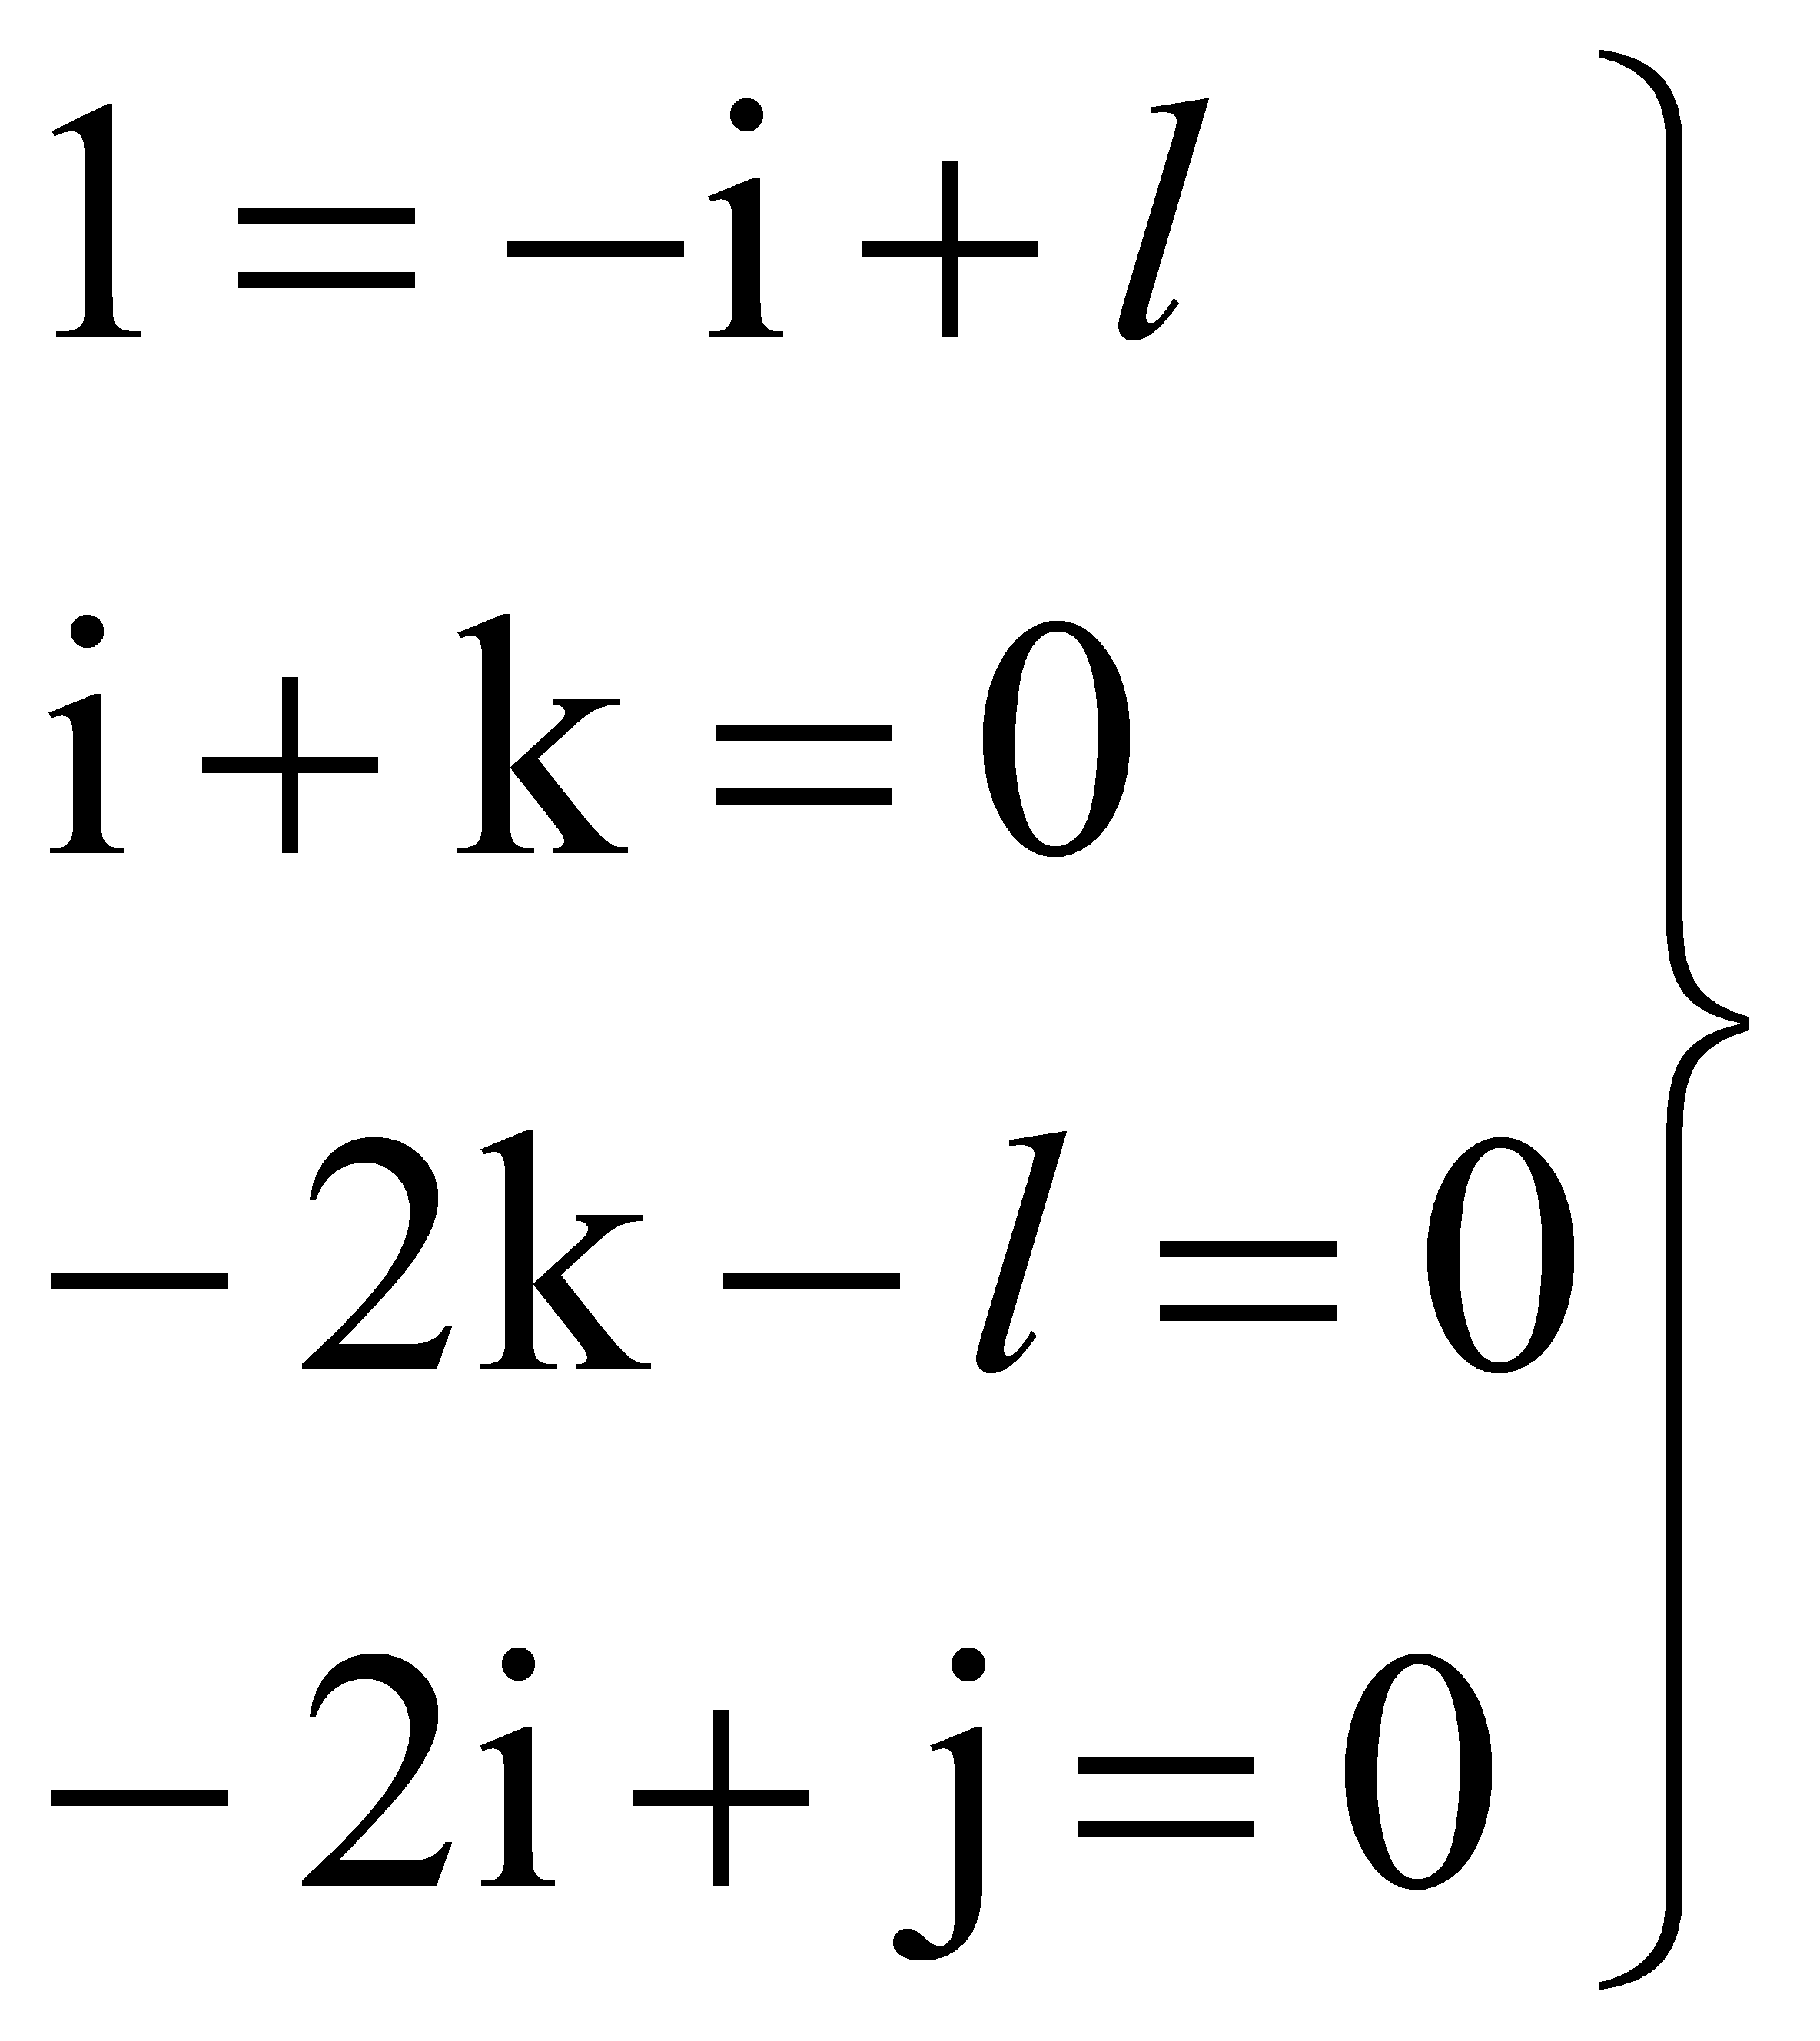 1 = −i + l
i + k = 0
−2k − l = 0
−2i + j = 0